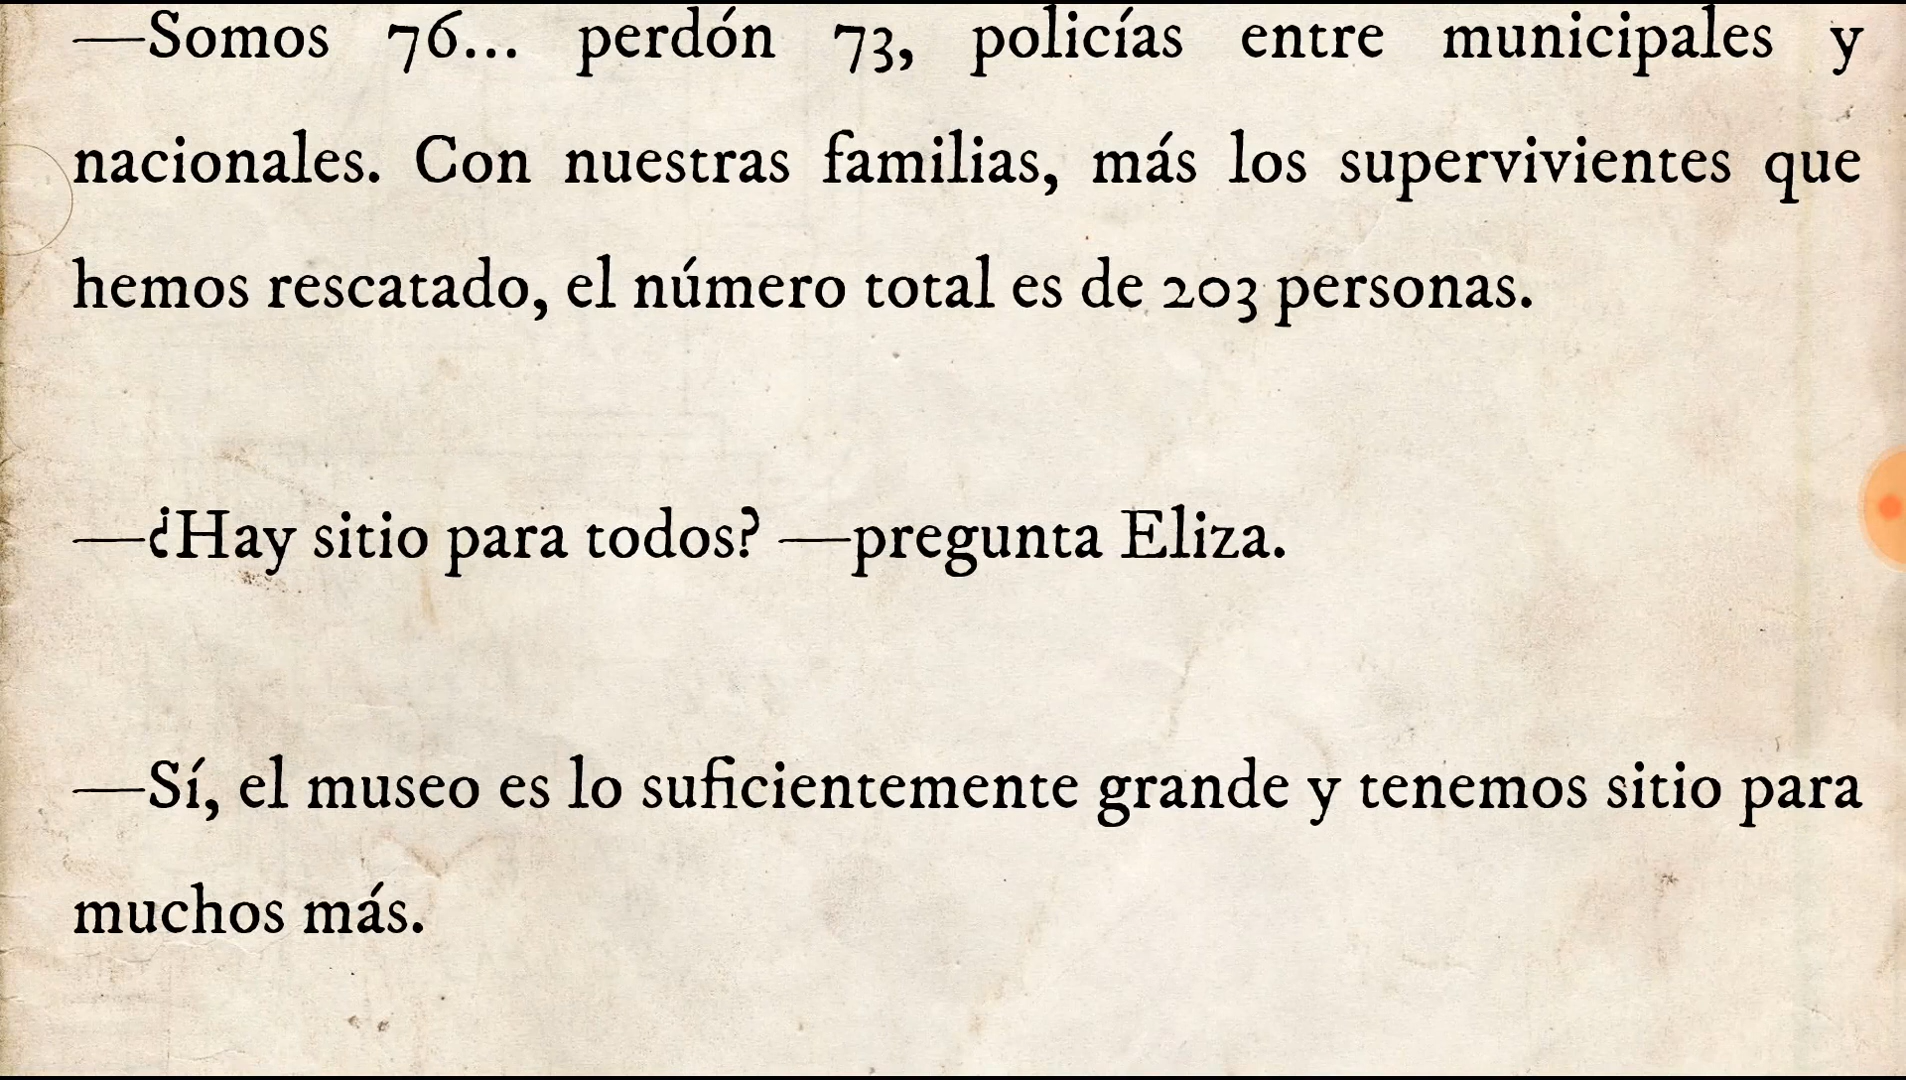 —Somos 76... perdón 73, policías entre municipales y
nacionales. Con nuestras familias, más los supervivientes que
hemos rescatado, el número total es de 203 personas.
—¿Hay sitio para todos? —pregunta Eliza.
—Sí, el museo es lo suficientemente grande y tenemos sitio para
muchos más.